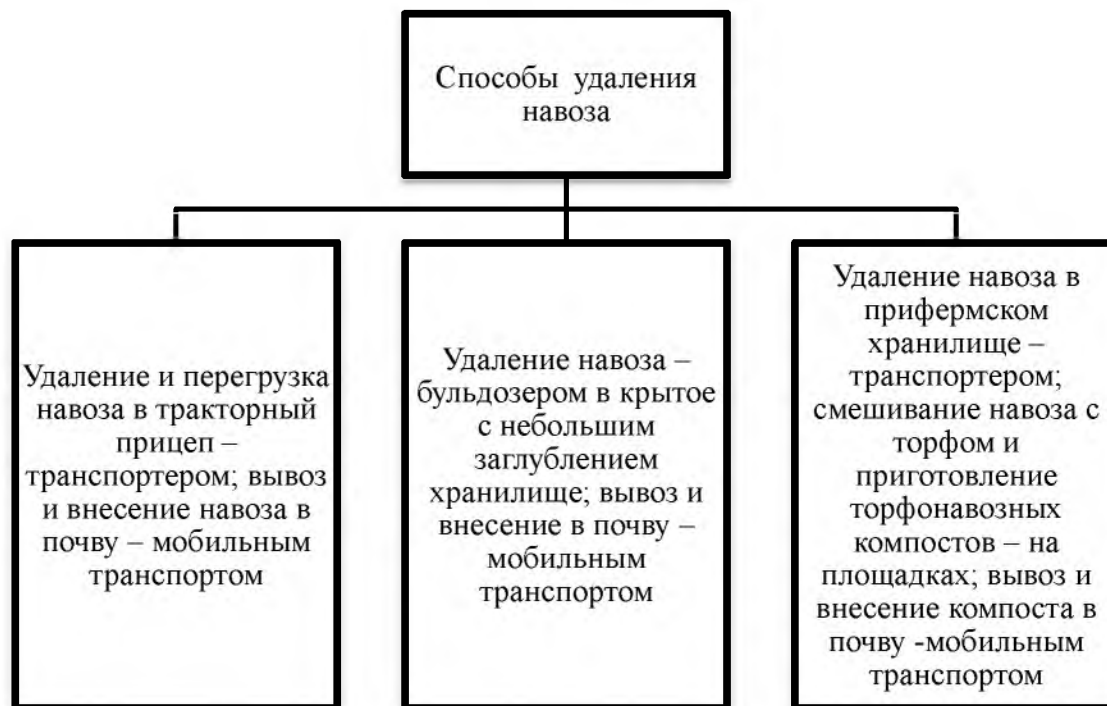 Способы удаления
навоза
Удаление и перегрузка
навоза в тракторный
прицеп –
транспортером; вывоз
и внесение навоза в
почву – мобильным
транспортом
Удаление навоза –
бульдозером в крытое
с небольшим
заглублением
хранилище; вывоз и
внесение в почву –
мобильным
транспортом
Удаление навоза в
прифермском
хранилище –
транспортером;
смешивание навоза с
торфом и
приготовление
торфонавозных
компостов – на
площадках; вывоз и
внесение компоста в
почву -мобильным
транспортом